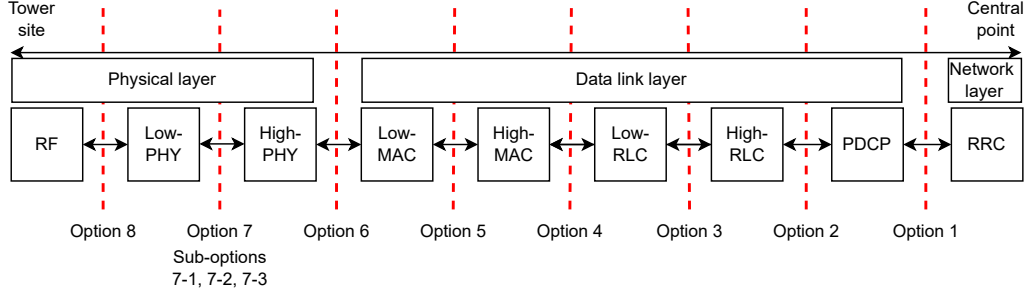 Tower
site
Central
point
Physical layer
Data link layer
Network
layer
RF
Low-
PHY
High-
PHY
Low-
MAC
High-
MAC
Low-
RLC
High-
RLC
PDCP
RRC
Option 8
Option 7
Option 6
Option 5
Option 4
Option 3
Option 2
Option 1
Sub-options
7-1, 7-2, 7-3